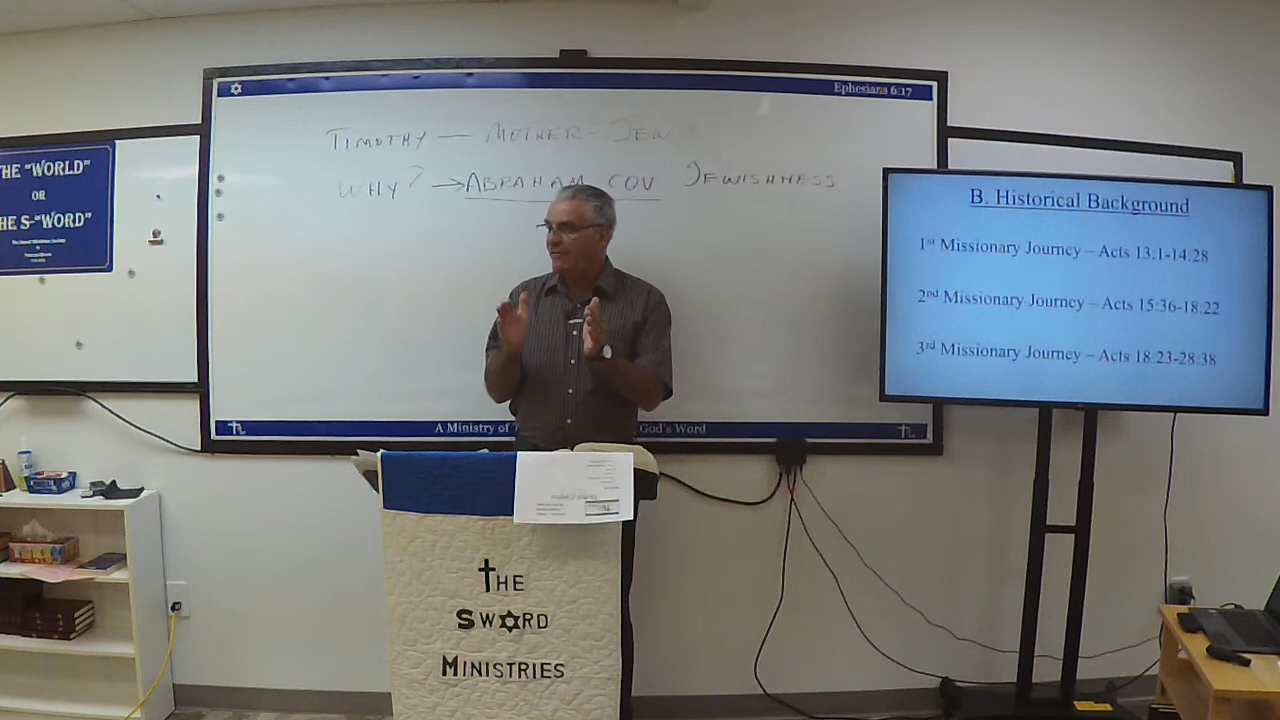 Ephesians 6:17
TIMOTHY — MOTHER - JEW
WHY? → ABRAHAM COV JEWISHNESS
THE "WORLD"
OR
THE S-"WORD"
B. Historical Background
1st Missionary Journey – Acts 13:1-14:28
2nd Missionary Journey – Acts 15:36-18:22
3rd Missionary Journey – Acts 18:23-28:38
A Ministry of God's Word
THE
SWORD
MINISTRIES